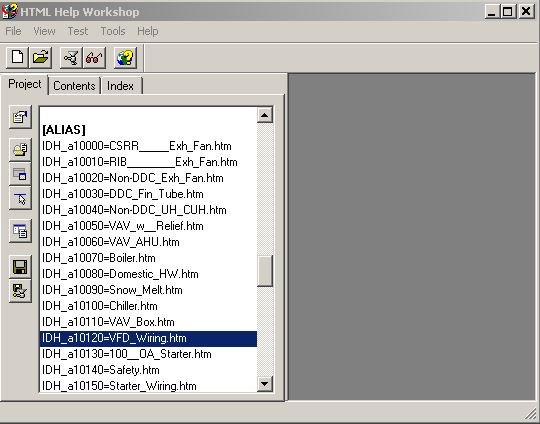 HTML Help Workshop
File View Test Tools Help
Project Contents Index
[ALIAS]
IDH_a10000=CSRR_____Exh_Fan.htm
IDH_a10010=RIB________Exh_Fan.htm
IDH_a10020=Non-DDC_Exh_Fan.htm
IDH_a10030=DDC_Fin_Tube.htm
IDH_a10040=Non-DDC_UH_CUH.htm
IDH_a10050=VAV_w__Relief.htm
IDH_a10060=VAV_AHU.htm
IDH_a10070=Boiler.htm
IDH_a10080=Domestic_HW.htm
IDH_a10090=Snow_Melt.htm
IDH_a10100=Chiller.htm
IDH_a10110=VAV_Box.htm
IDH_a10120=VFD_Wiring.htm
IDH_a10130=100__OA_Starter.htm
IDH_a10140=Safety.htm
IDH_a10150=Starter_Wiring.htm